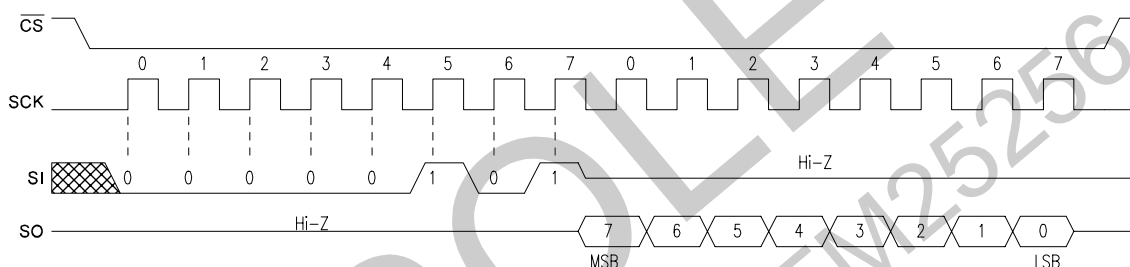 CS
0 1 2 3 4 5 6 7 0 1 2 3 4 5 6 7
SCK
Hi-Z
SI 0 0 0 0 0 1 0 1
Hi-Z
SO 7 6 5 4 3 2 1 0
MSB LSB